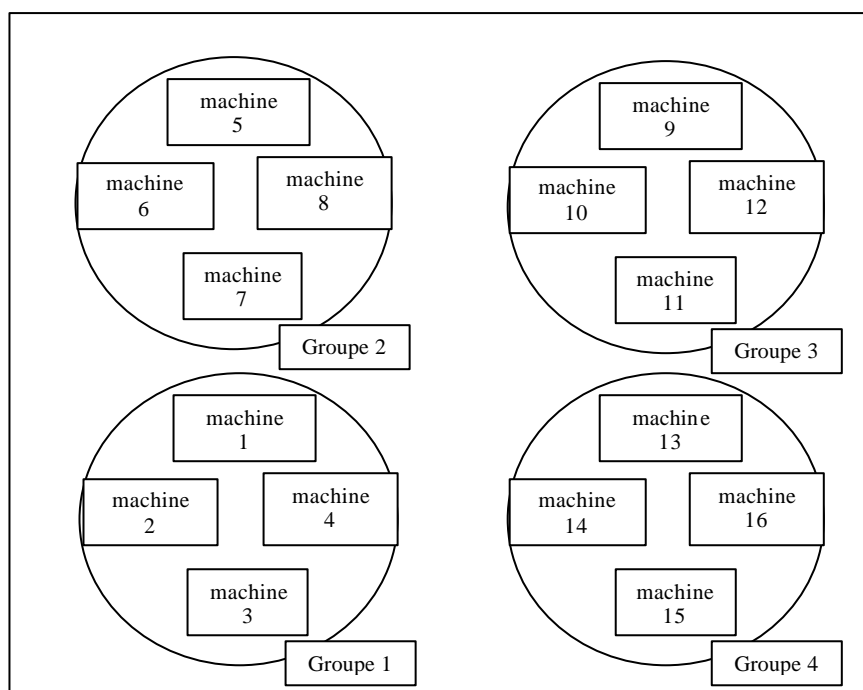 machine
5
machine
6
machine
8
machine
7
Groupe 2
machine
9
machine
10
machine
12
machine
11
Groupe 3
machine
1
machine
2
machine
4
machine
3
Groupe 1
machine
13
machine
14
machine
16
machine
15
Groupe 4